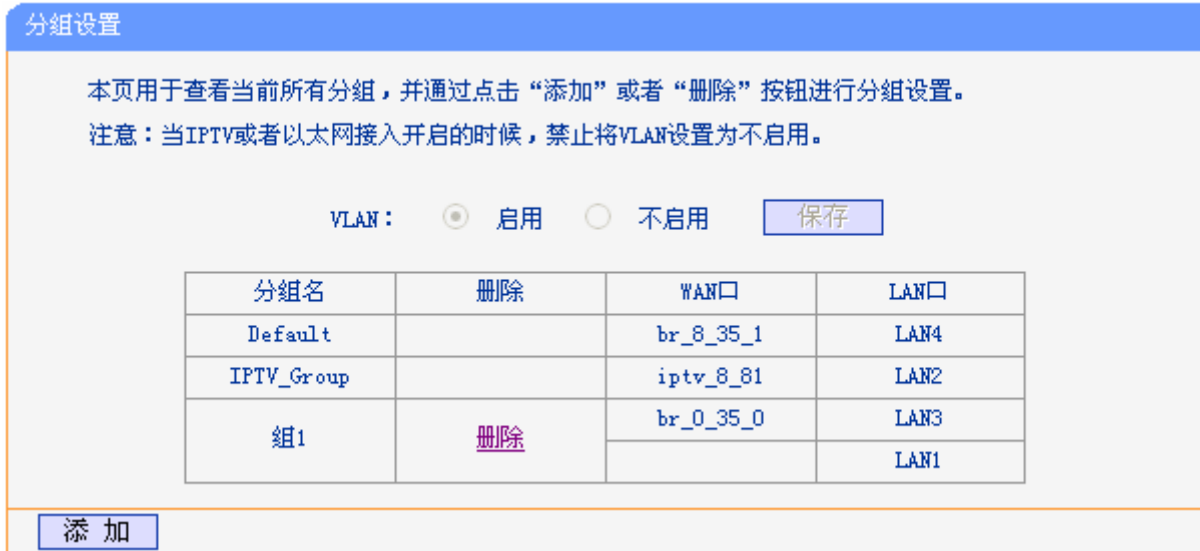 分组设置
本页用于查看当前所有分组，并通过点击“添加”或者“删除”按钮进行分组设置。
注意：当IPTV或者以太网接入开启的时候，禁止将VLAN设置为不启用。
VLAN： 启用 不启用 保存
分组名 删除 WAN口 LAN口
Default br_8_35_1 LAN4
IPTV_Group iptv_8_81 LAN2
组1 删除 br_0_35_0 LAN3
LAN1
添 加